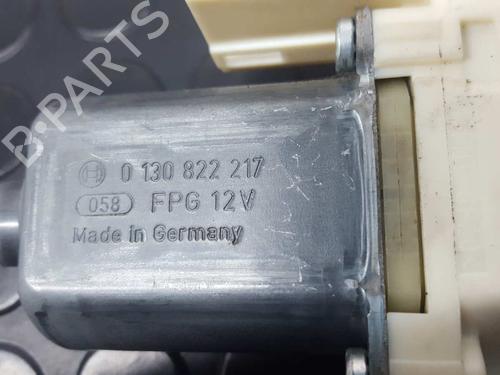 B-PARTS
0 130 822 217
058 FPG 12V
Made in Germany